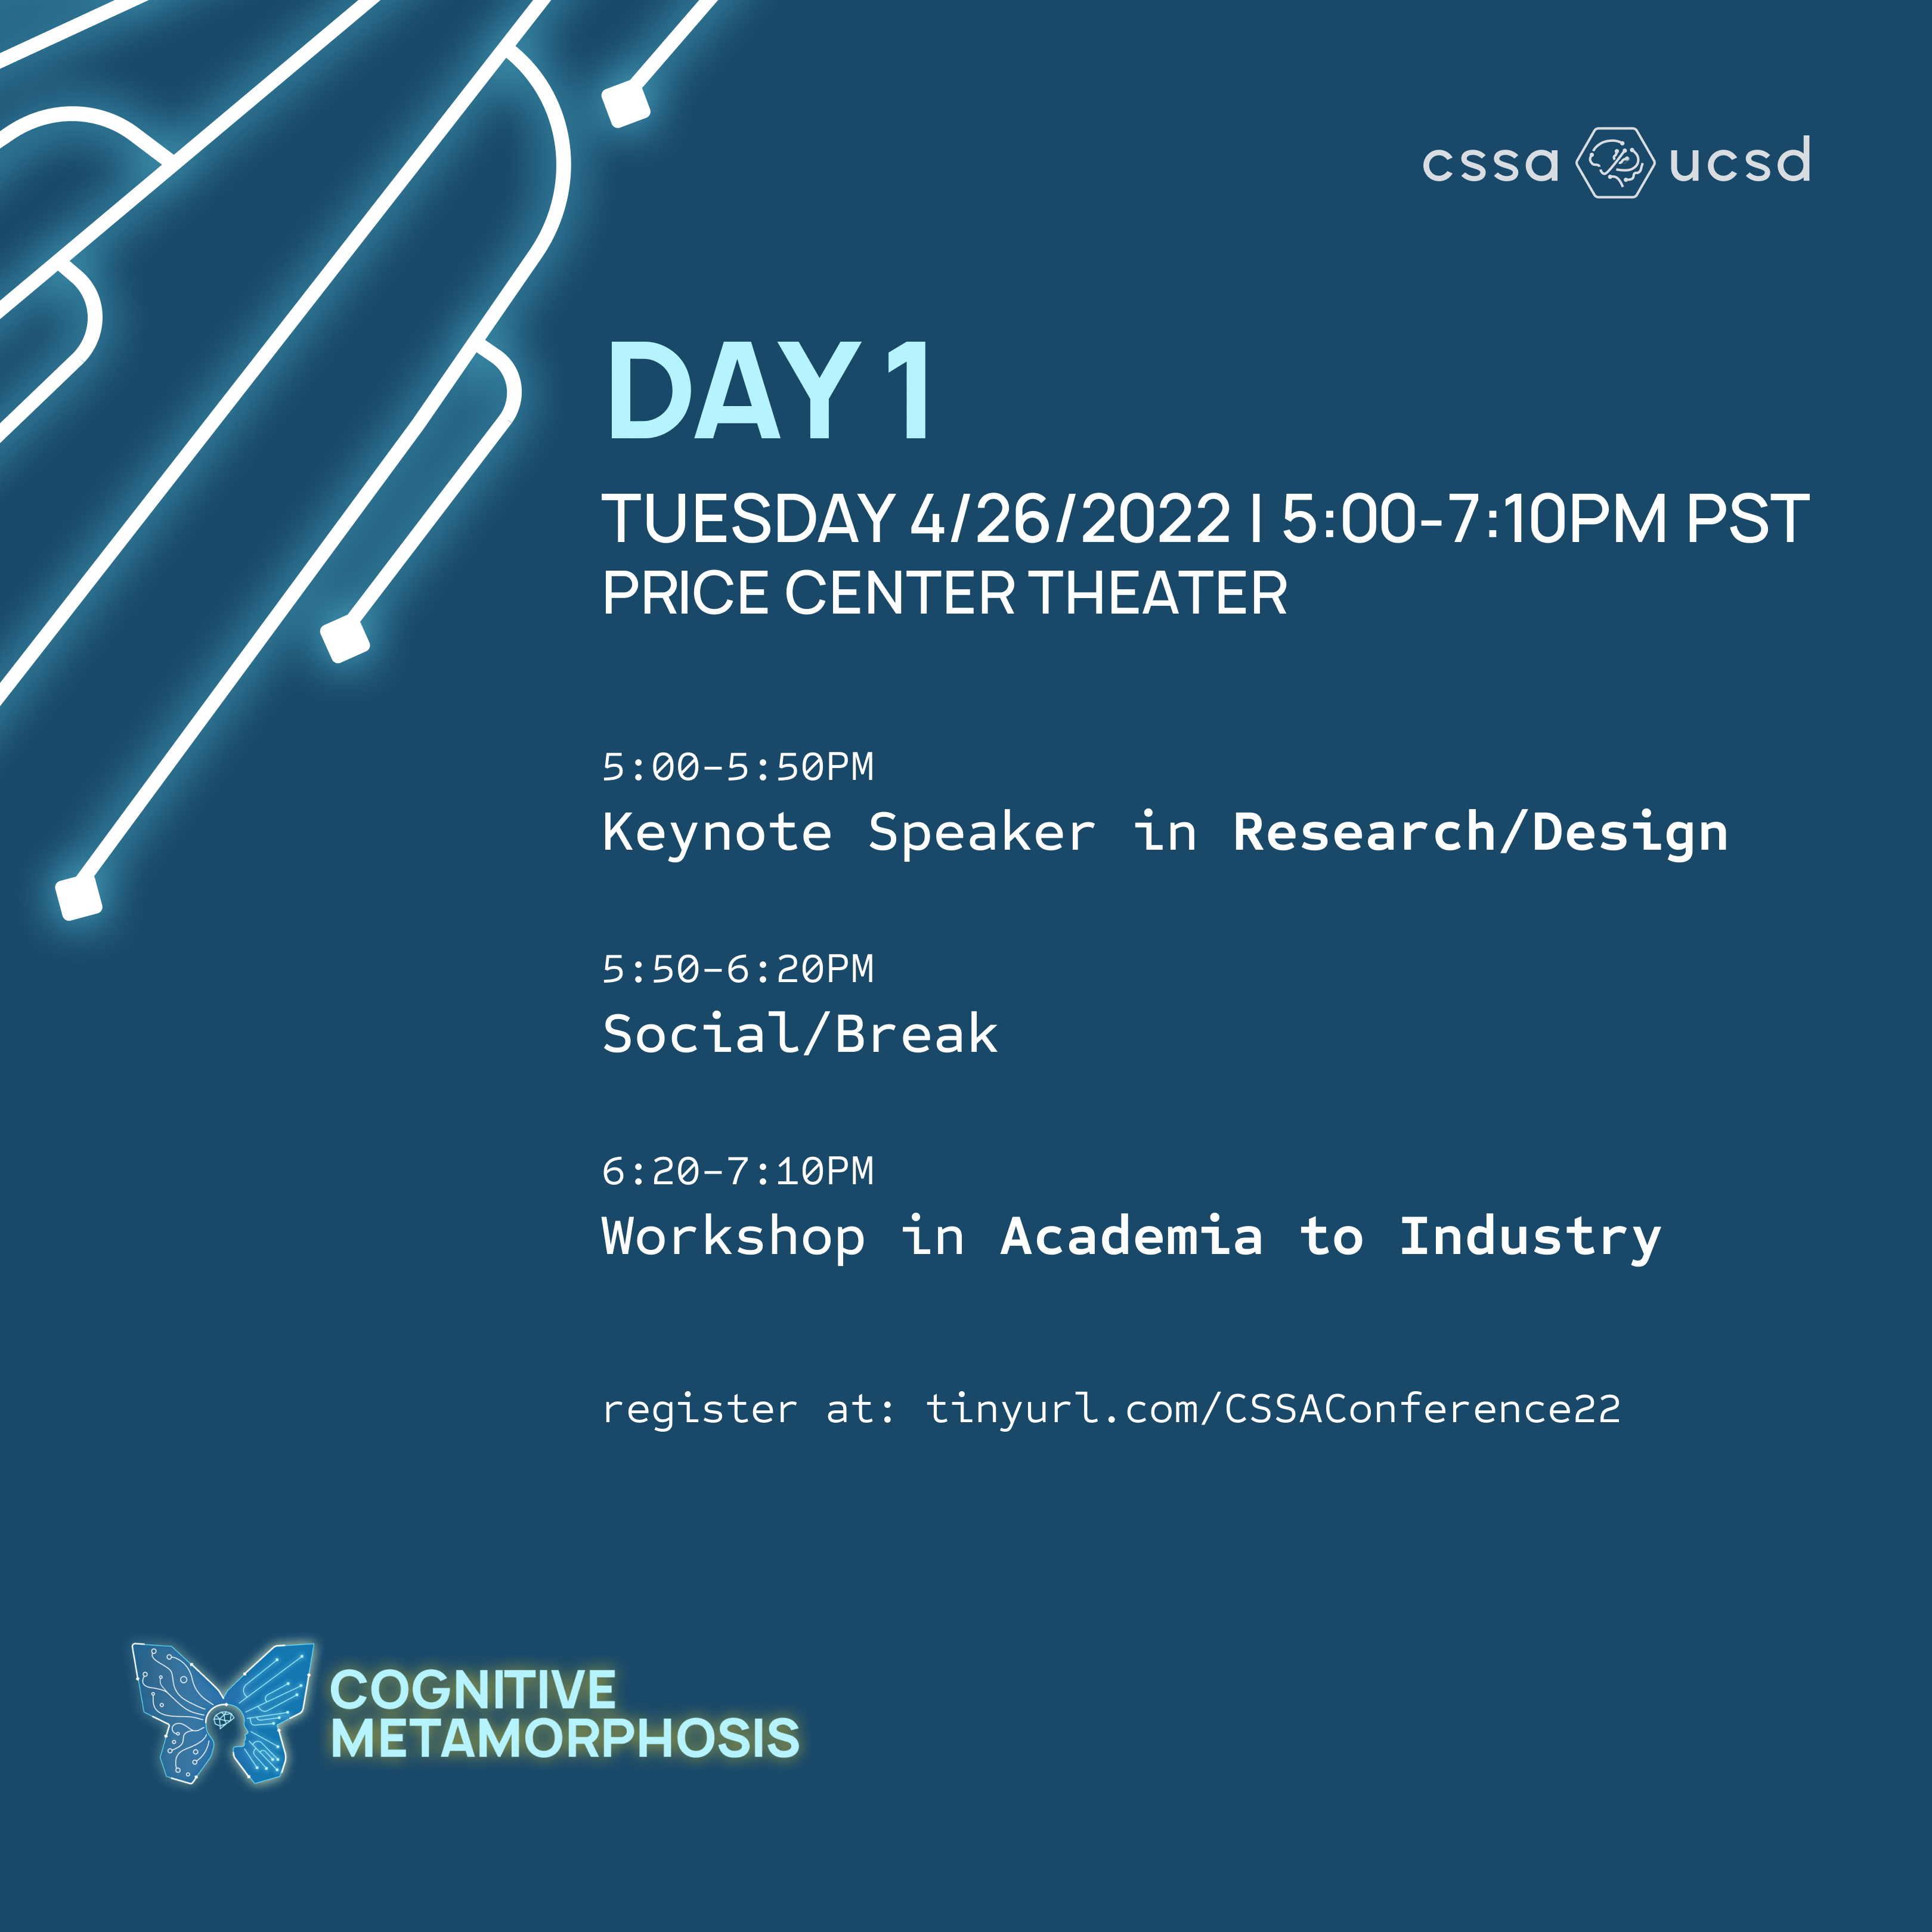 cssa ucsd
DAY 1
TUESDAY 4/26/2022 | 5:00-7:10PM PST
PRICE CENTER THEATER
5:00-5:50PM
Keynote Speaker in Research/Design
5:50-6:20PM
Social/Break
6:20-7:10PM
Workshop in Academia to Industry
register at: tinyurl.com/CSSAConference22
COGNITIVE
METAMORPHOSIS